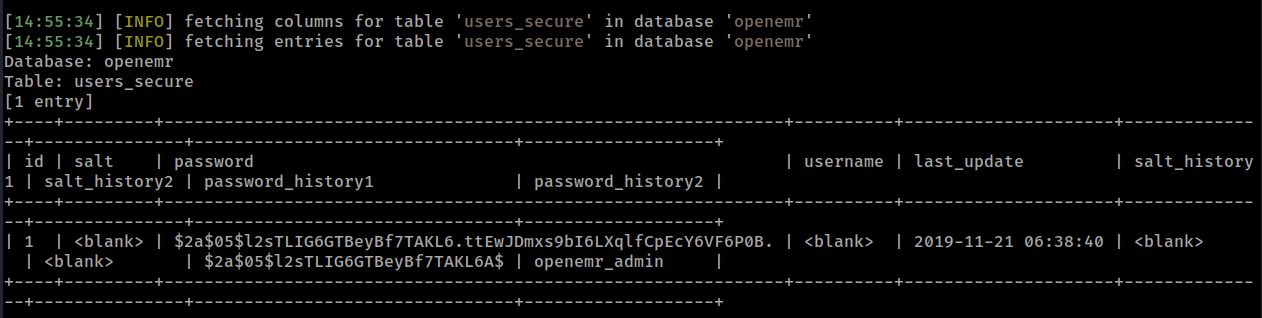 [14:55:34] [INFO] fetching columns for table 'users_secure' in database 'openemr'
[14:55:34] [INFO] fetching entries for table 'users_secure' in database 'openemr'
Database: openemr
Table: users_secure
[1 entry]
+----+---------+--------------------------------------------------------------+----------+---------------------+-------------
--+---------------+--------------------------------+-------------------+
| id | salt    | password                                                     | username | last_update         | salt_history
1 | salt_history2 | password_history1              | password_history2 |
+----+---------+--------------------------------------------------------------+----------+---------------------+-------------
--+---------------+--------------------------------+-------------------+
| 1  | <blank> | $2a$05$l2sTLIG6GTBeyBf7TAKL6.ttEwJDmxs9bI6LXqlfCpEcY6VF6P0B. | <blank>  | 2019-11-21 06:38:40 | <blank>
  | <blank>       | $2a$05$l2sTLIG6GTBeyBf7TAKL6A$ | openemr_admin     |
+----+---------+--------------------------------------------------------------+----------+---------------------+-------------
--+---------------+--------------------------------+-------------------+